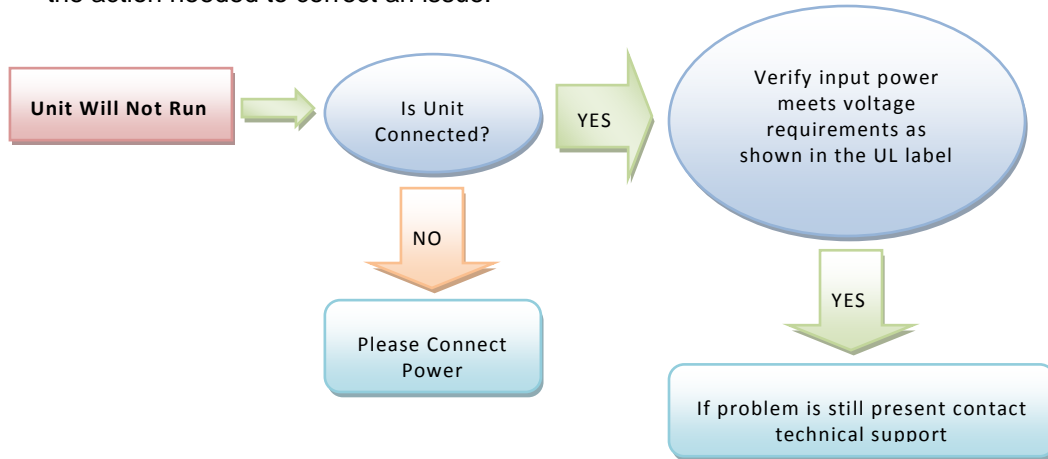 the action needed to correct an issue.
Unit Will Not Run
Is Unit
Connected?
YES
Verify input power
meets voltage
requirements as
shown in the UL label
NO
YES
Please Connect
Power
If problem is still present contact
technical support